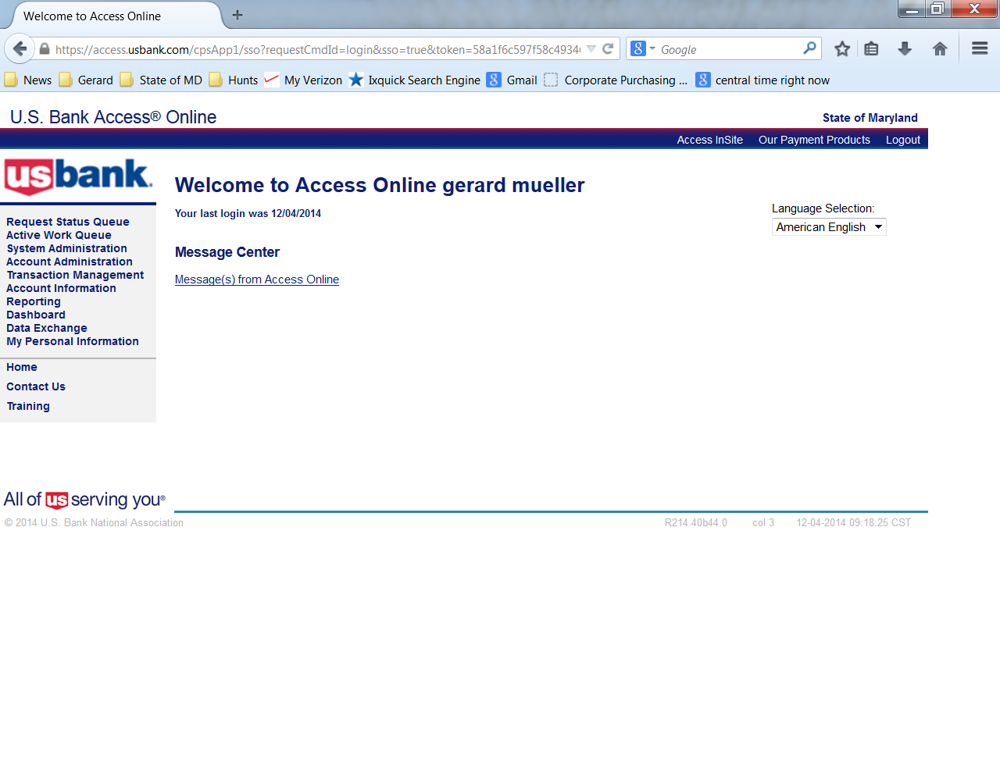 Welcome to Access Online
https://access.usbank.com/cpsApp1/sso?requestCmdId=login&sso=true&token=58a1f6c597f58c4934
Google
News Gerard State of MD Hunts My Verizon Ixquick Search Engine Gmail Corporate Purchasing ... central time right now
U.S. Bank Access® Online
State of Maryland
Access InSite Our Payment Products Logout
usbank.
Welcome to Access Online gerard mueller
Your last login was 12/04/2014
Language Selection:
American English
Message Center
Message(s) from Access Online
Request Status Queue
Active Work Queue
System Administration
Account Administration
Transaction Management
Account Information
Reporting
Dashboard
Data Exchange
My Personal Information
Home
Contact Us
Training
All of us serving you®
© 2014 U.S. Bank National Association
R214.40b44.0 col 3 12-04-2014 09:18:25 CST